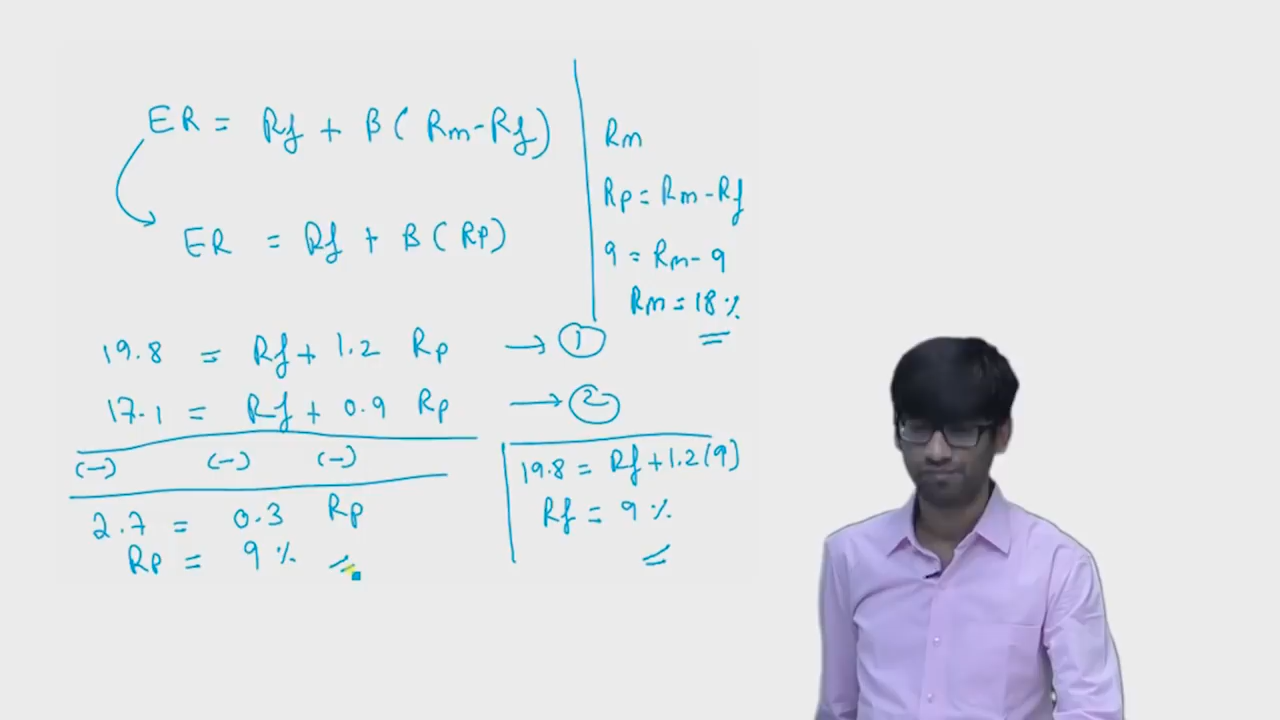 ER = Rf + B ( Rm - Rf )
ER = Rf + B ( Rp )
Rm
Rp = Rm - Rf
9 = Rm - 9
Rm = 18 %
19.8 = Rf + 1.2 Rp → ①
17.1 = Rf + 0.9 Rp → ②
(-) (-) (-)
2.7 = 0.3 Rp
Rp = 9 %
19.8 = Rf + 1.2 (9)
Rf = 9 %